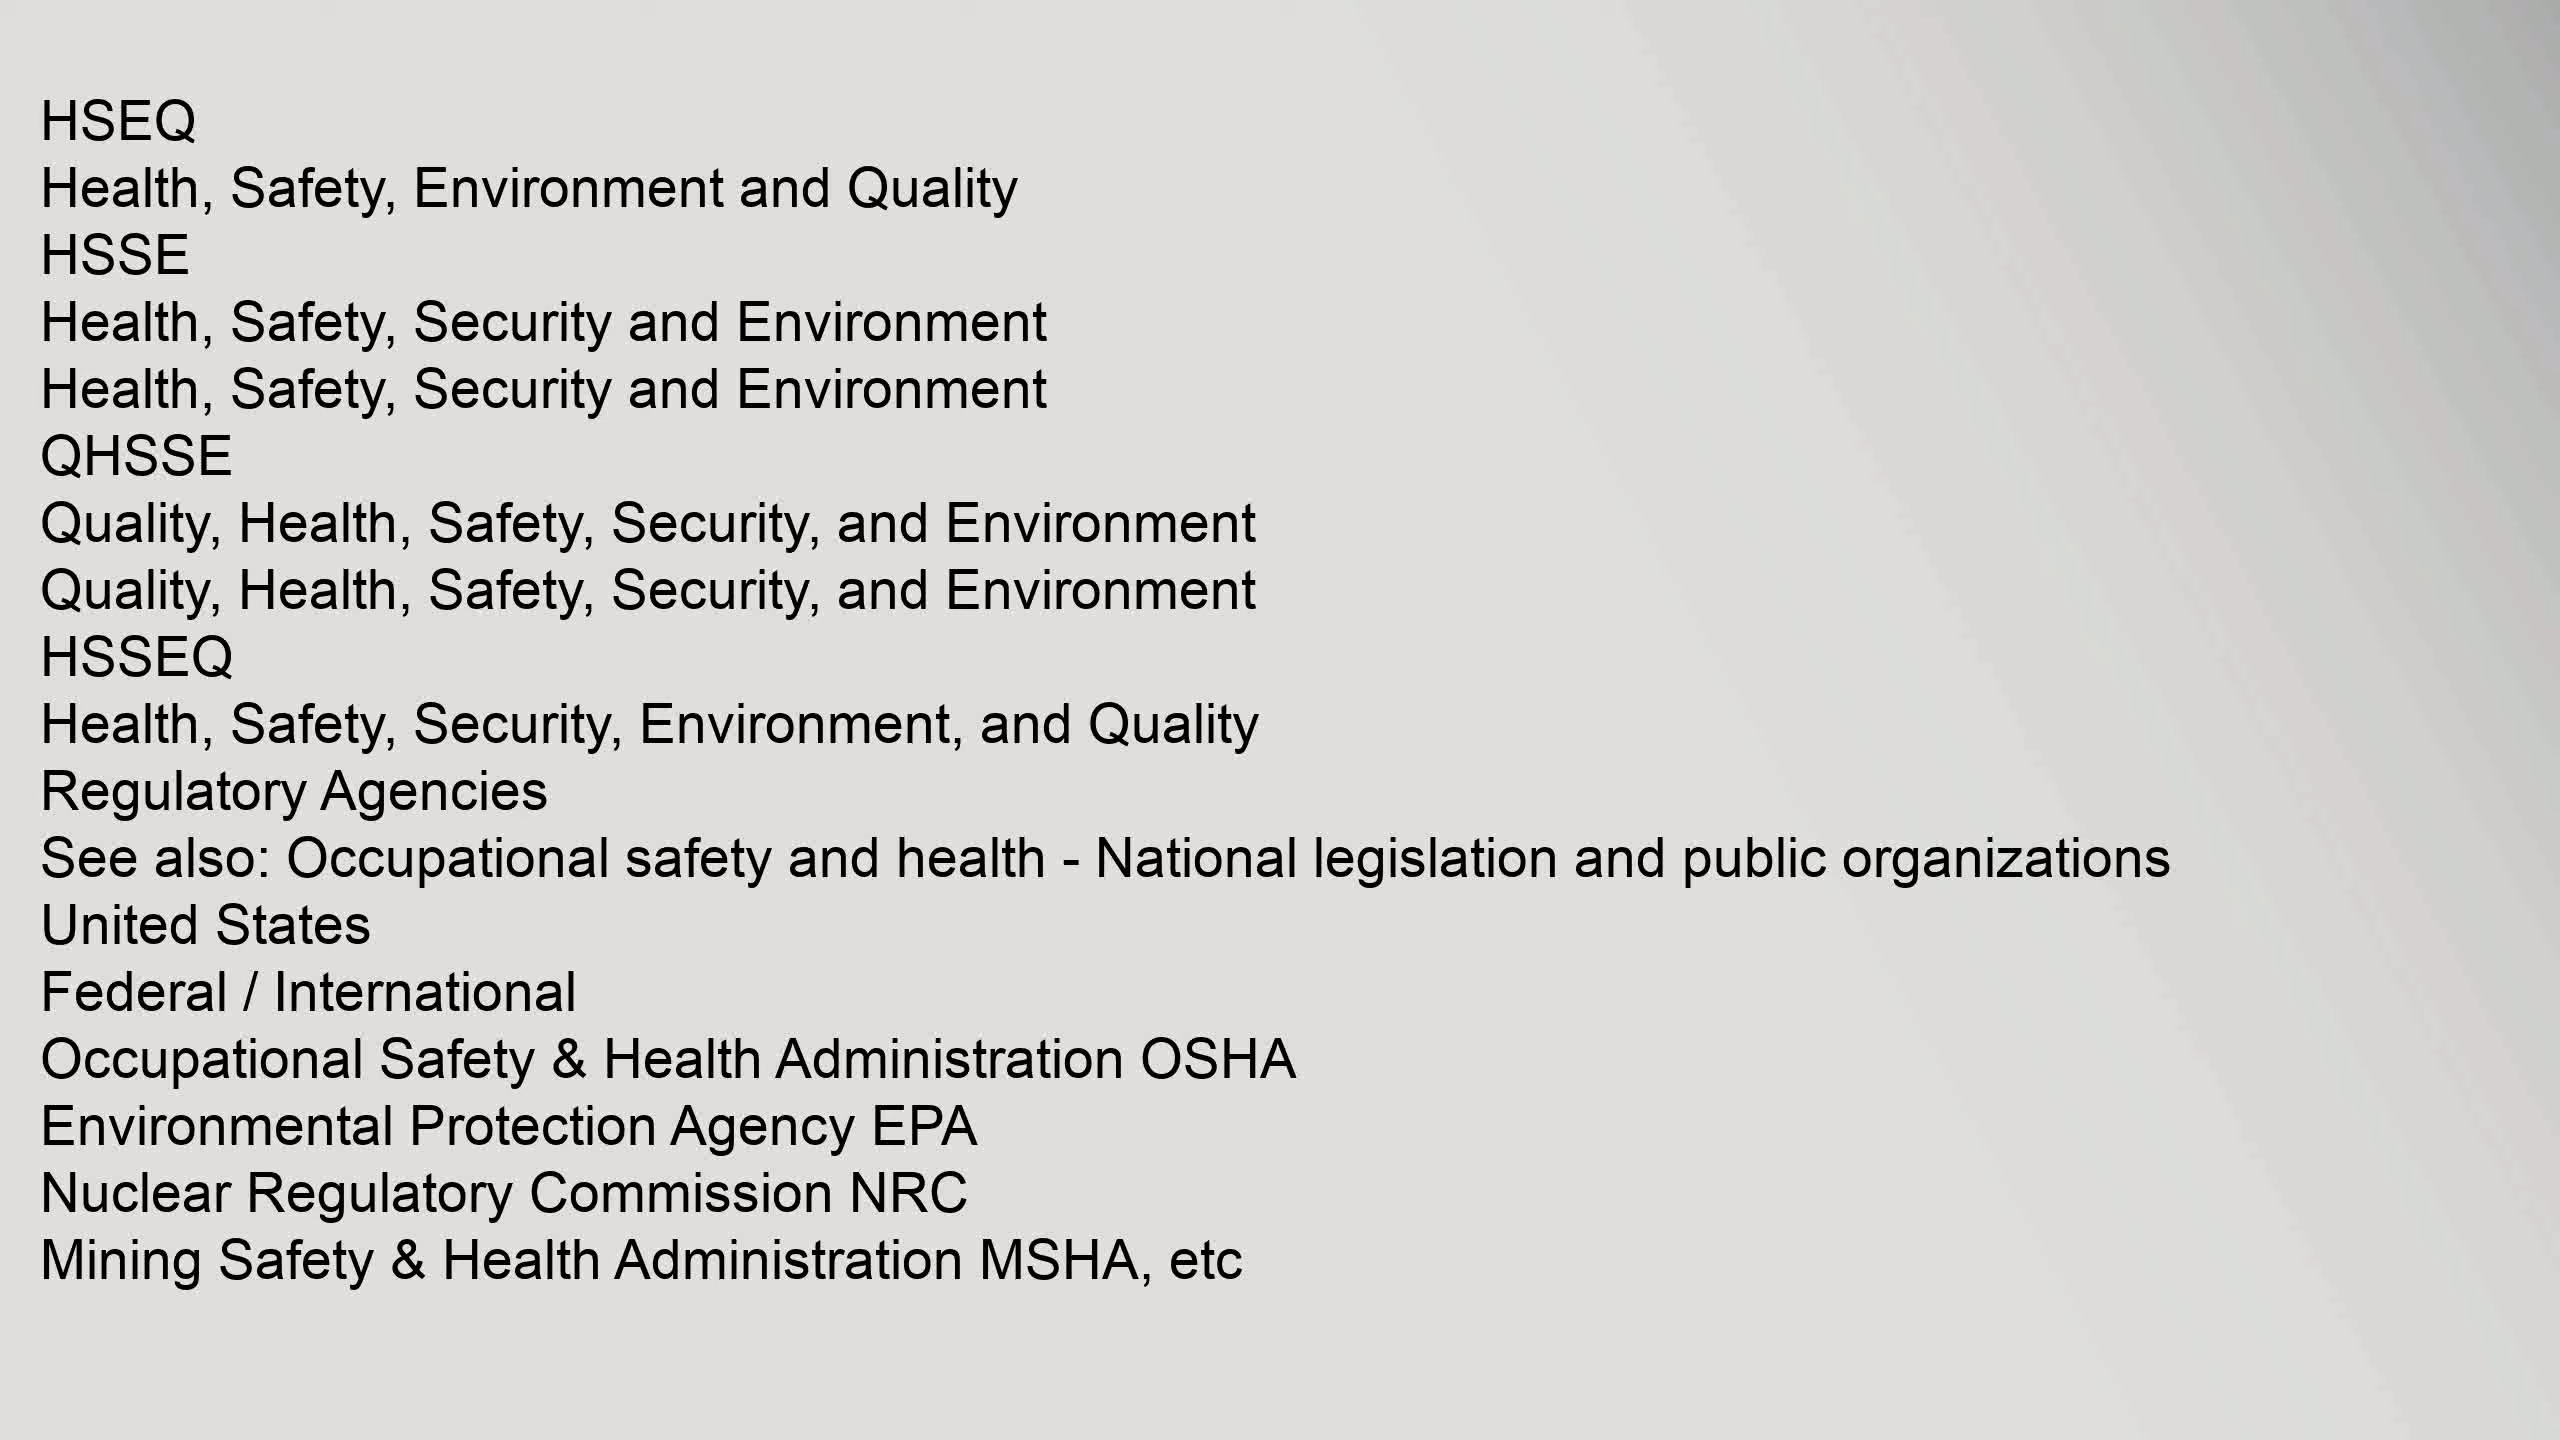 HSEQ
Health, Safety, Environment and Quality
HSSE
Health, Safety, Security and Environment
Health, Safety, Security and Environment
QHSSE
Quality, Health, Safety, Security, and Environment
Quality, Health, Safety, Security, and Environment
HSSEQ
Health, Safety, Security, Environment, and Quality
Regulatory Agencies
See also: Occupational safety and health - National legislation and public organizations
United States
Federal / International
Occupational Safety & Health Administration OSHA
Environmental Protection Agency EPA
Nuclear Regulatory Commission NRC
Mining Safety & Health Administration MSHA, etc